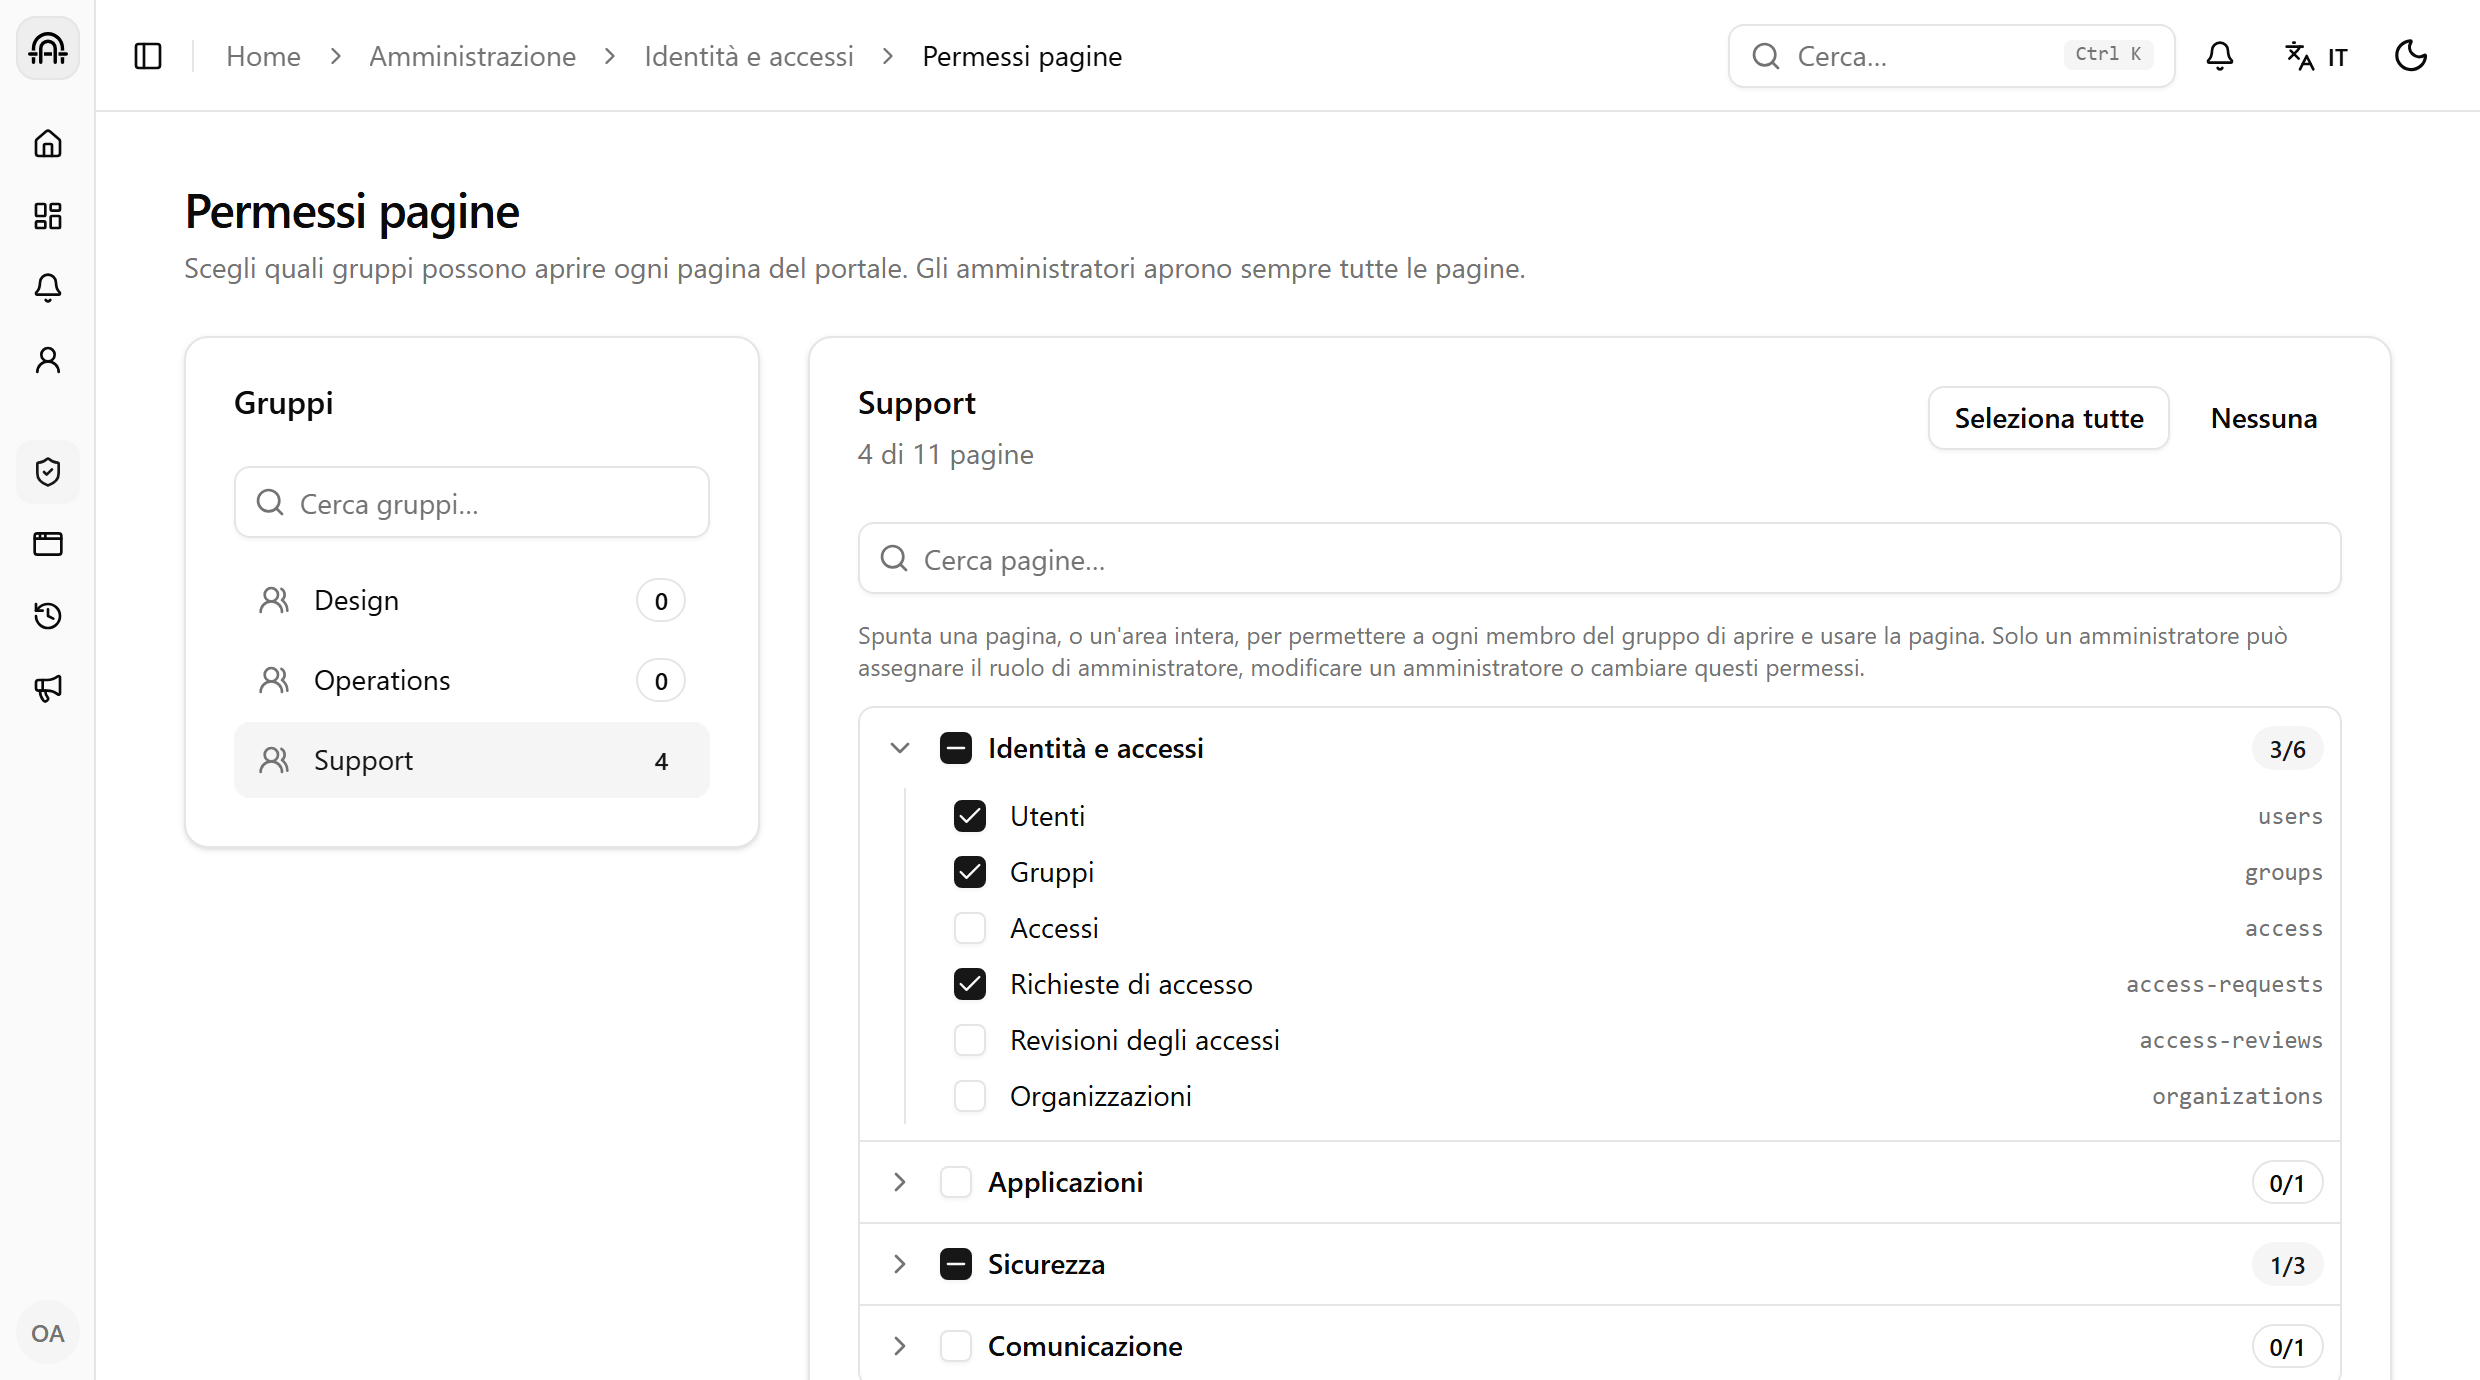 Home > Amministrazione > Identità e accessi > Permessi pagine
Cerca... Ctrl K
IT
Permessi pagine
Scegli quali gruppi possono aprire ogni pagina del portale. Gli amministratori aprono sempre tutte le pagine.
Gruppi
Cerca gruppi...
Design 0
Operations 0
Support 4
Support
4 di 11 pagine
Seleziona tutte
Nessuna
Cerca pagine...
Spunta una pagina, o un'area intera, per permettere a ogni membro del gruppo di aprire e usare la pagina. Solo un amministratore può
assegnare il ruolo di amministratore, modificare un amministratore o cambiare questi permessi.
Identità e accessi 3/6
Utenti users
Gruppi groups
Accessi access
Richieste di accesso access-requests
Revisioni degli accessi access-reviews
Organizzazioni organizations
Applicazioni 0/1
Sicurezza 1/3
Comunicazione 0/1
OA